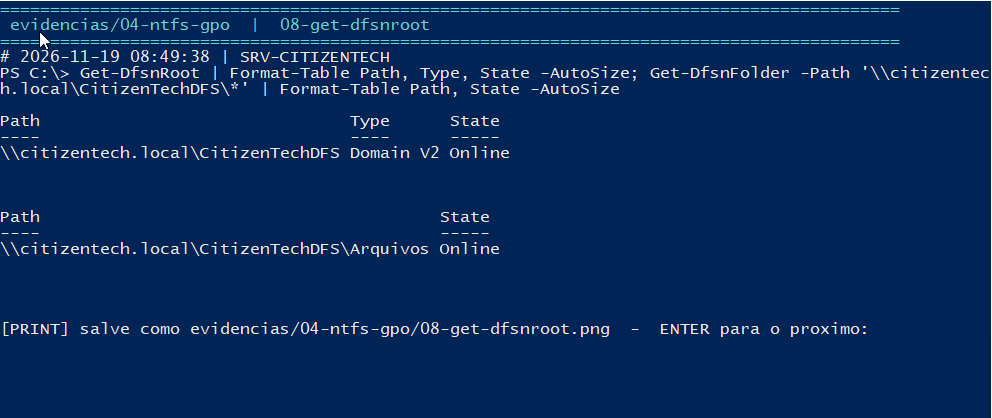 ==========================================================================================
evidencias/04-ntfs-gpo  |  08-get-dfsnroot
==========================================================================================
# 2026-11-19 08:49:38 | SRV-CITIZENTECH
PS C:\> Get-DfsnRoot | Format-Table Path, Type, State -AutoSize; Get-DfsnFolder -Path '\\citizentec
h.local\CitizenTechDFS\*' | Format-Table Path, State -AutoSize
Path                               Type      State
----                               ----      -----
\\citizentech.local\CitizenTechDFS Domain V2 Online
Path                                        State
----                                        -----
\\citizentech.local\CitizenTechDFS\Arquivos Online
[PRINT] salve como evidencias/04-ntfs-gpo/08-get-dfsnroot.png  -  ENTER para o proximo: